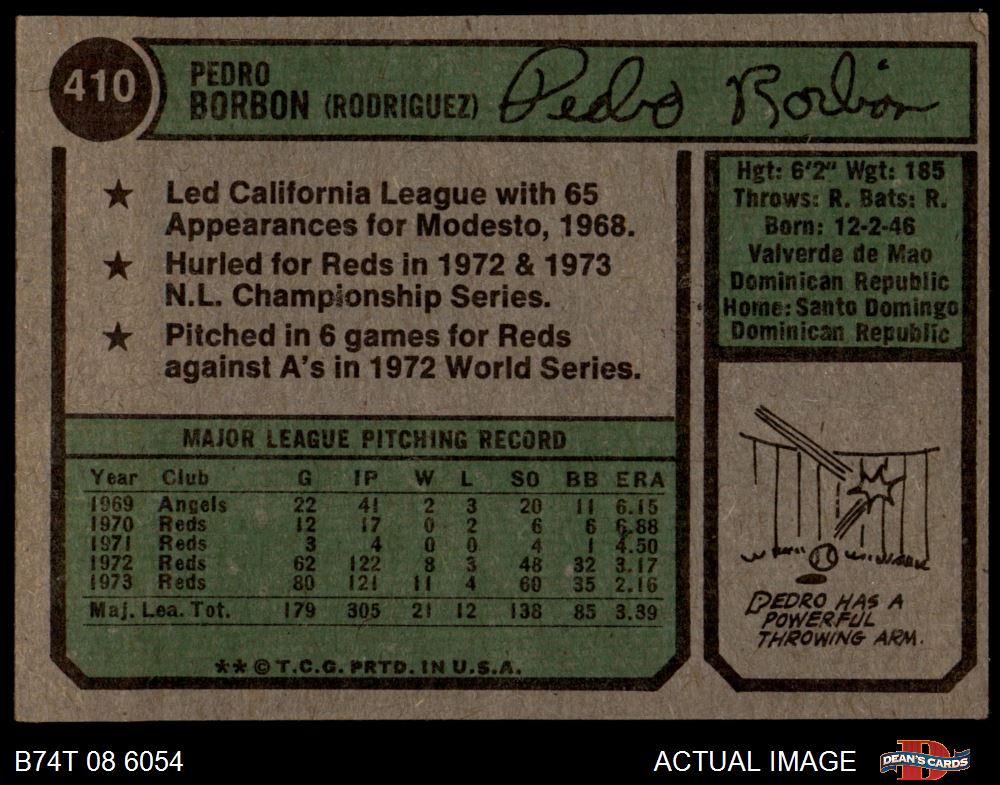 410
PEDRO
BORBON (RODRIGUEZ)
Pedro Borbon
★ Led California League with 65
Appearances for Modesto, 1968.
★ Hurled for Reds in 1972 & 1973
N.L. Championship Series.
★ Pitched in 6 games for Reds
against A's in 1972 World Series.
Hgt: 6'2" Wgt: 185
Throws: R. Bats: R.
Born: 12-2-46
Valverde de Mao
Dominican Republic
Home: Santo Domingo
Dominican Republic
MAJOR LEAGUE PITCHING RECORD
Year Club G IP W L SO BB ERA
1969 Angels 22 41 2 3 20 11 6.15
1970 Reds 12 17 0 2 6 6 6.88
1971 Reds 3 4 0 0 4 1 4.50
1972 Reds 62 122 8 3 48 32 3.17
1973 Reds 80 121 11 4 60 35 2.16
Maj. Lea. Tot. 179 305 21 12 138 85 3.39
**©T.C.G. PRTD. IN U.S.A.
PEDRO HAS A
POWERFUL
THROWING ARM.
B74T 08 6054
ACTUAL IMAGE
D
DEAN'S CARDS